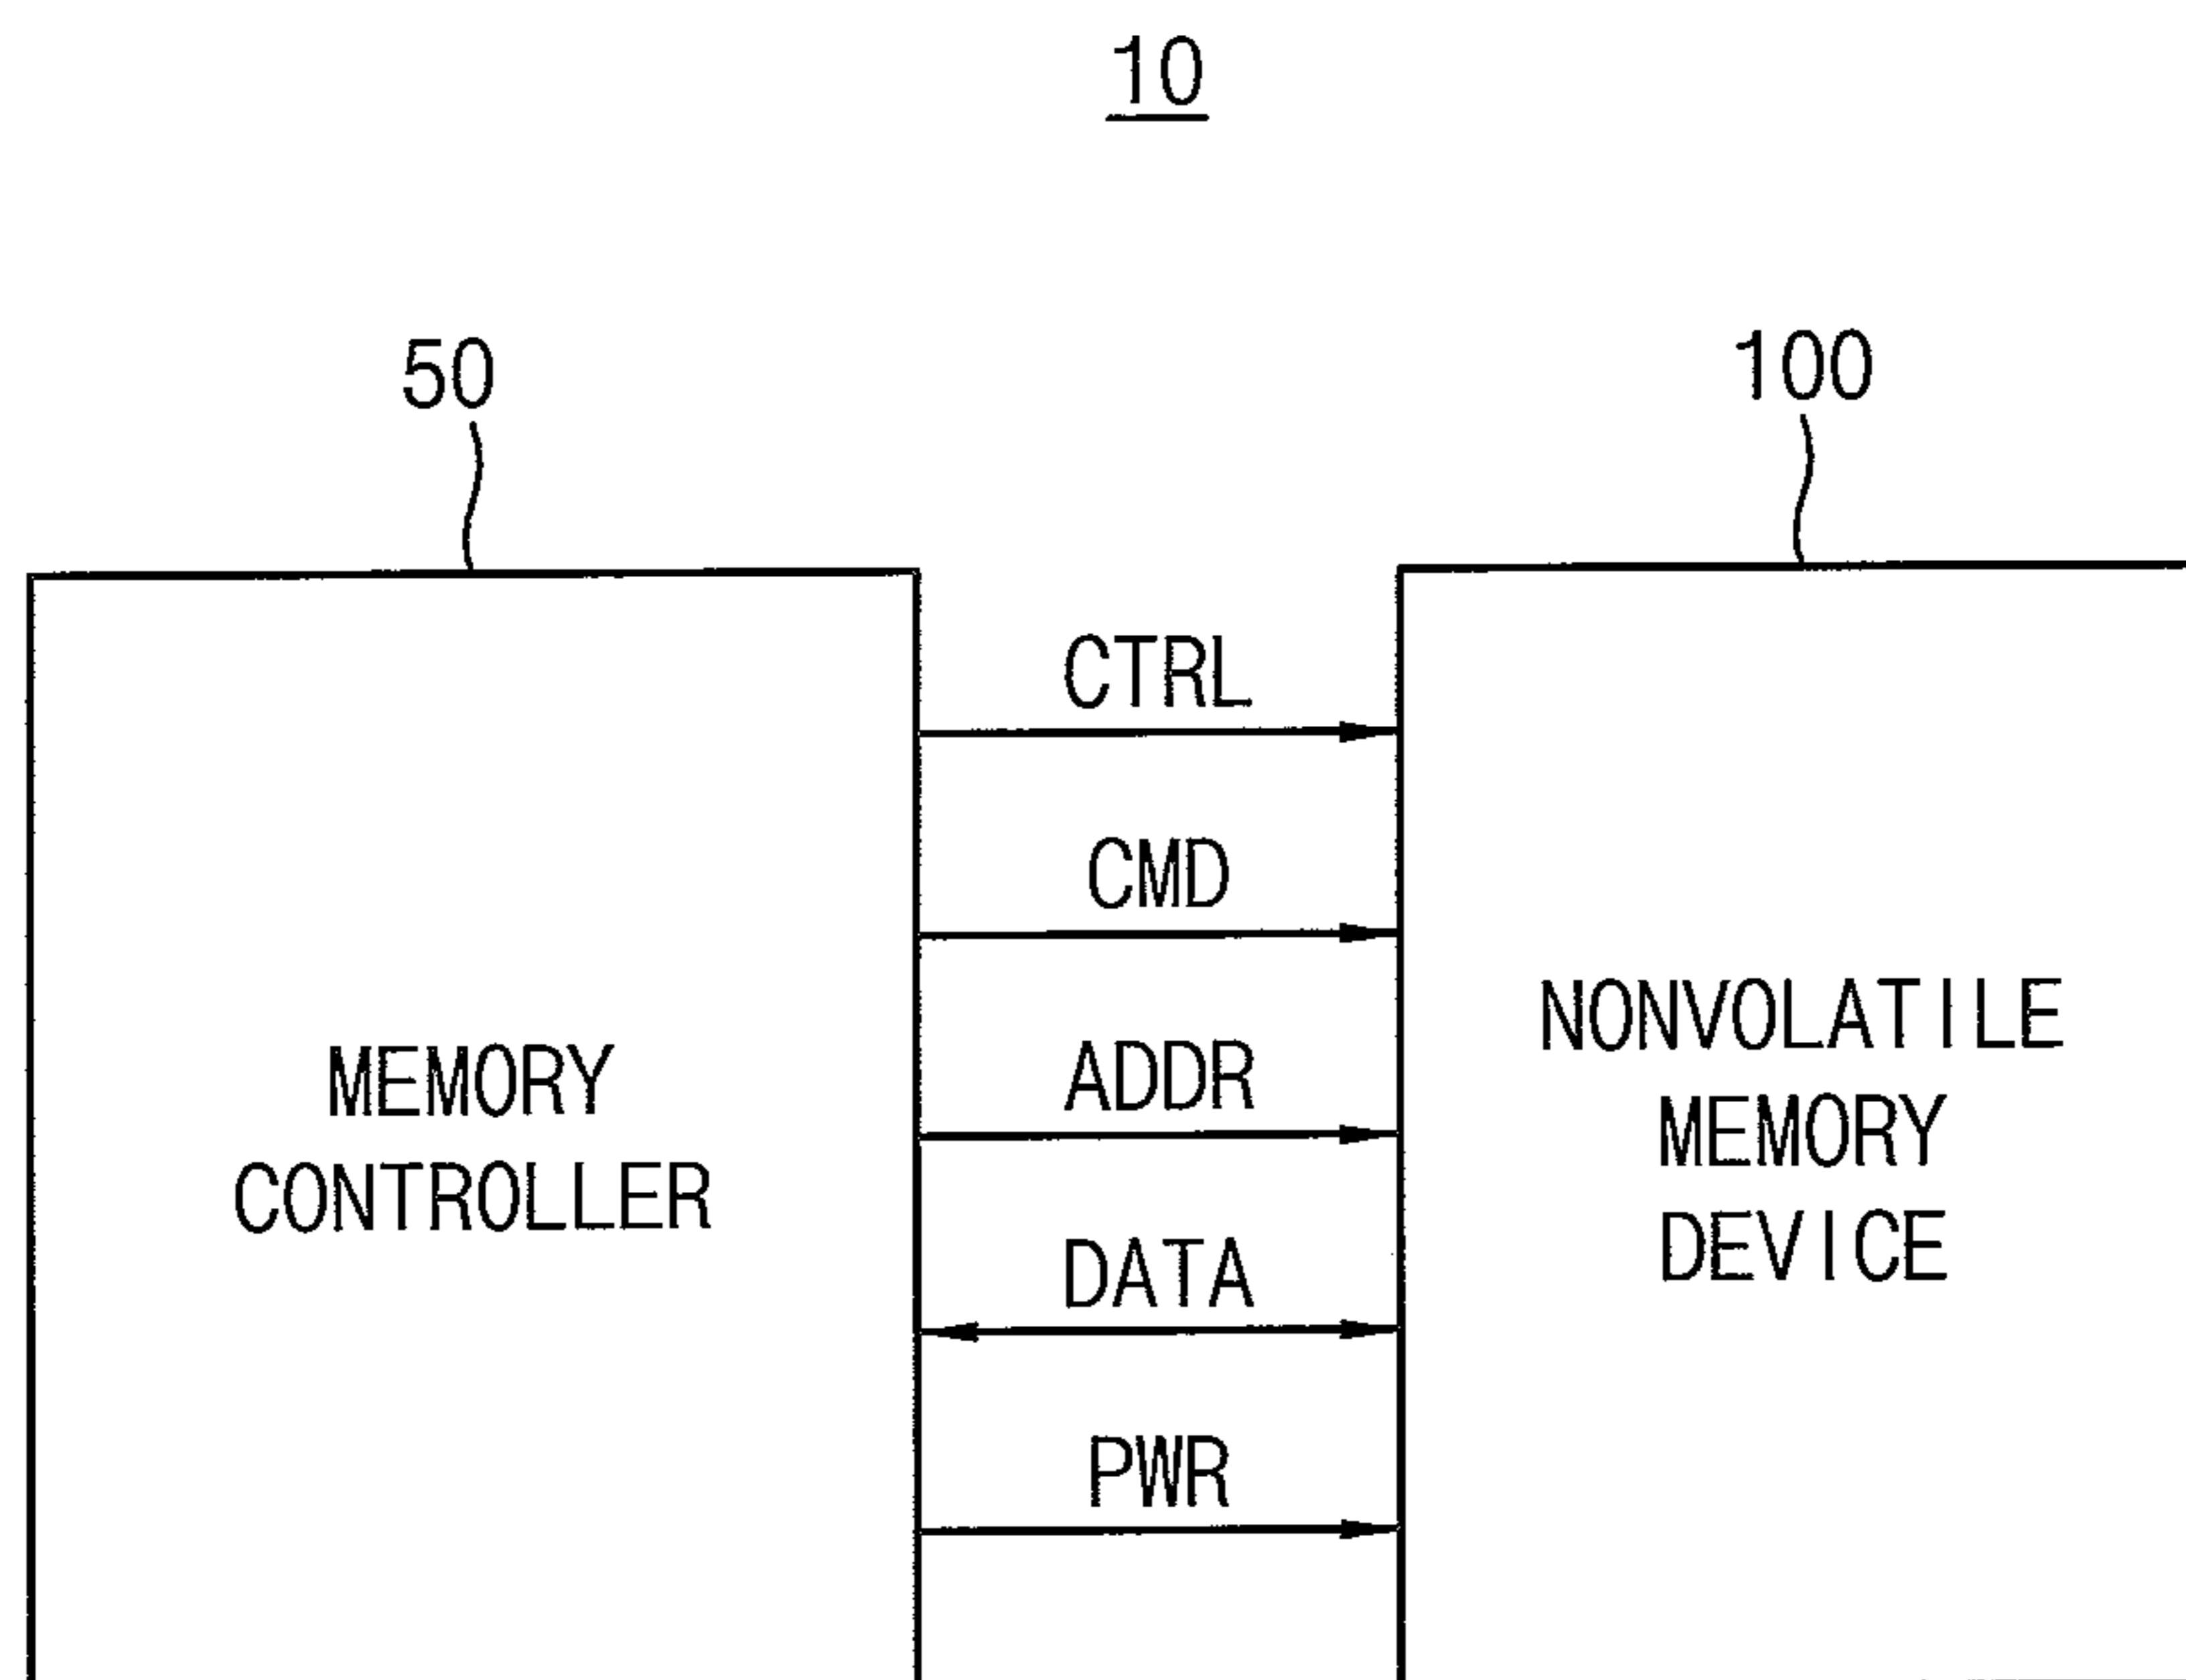 10
50
100
CTRL
CMD
ADDR
DATA
PWR
MEMORY
CONTROLLER
NONVOLATILE
MEMORY
DEVICE